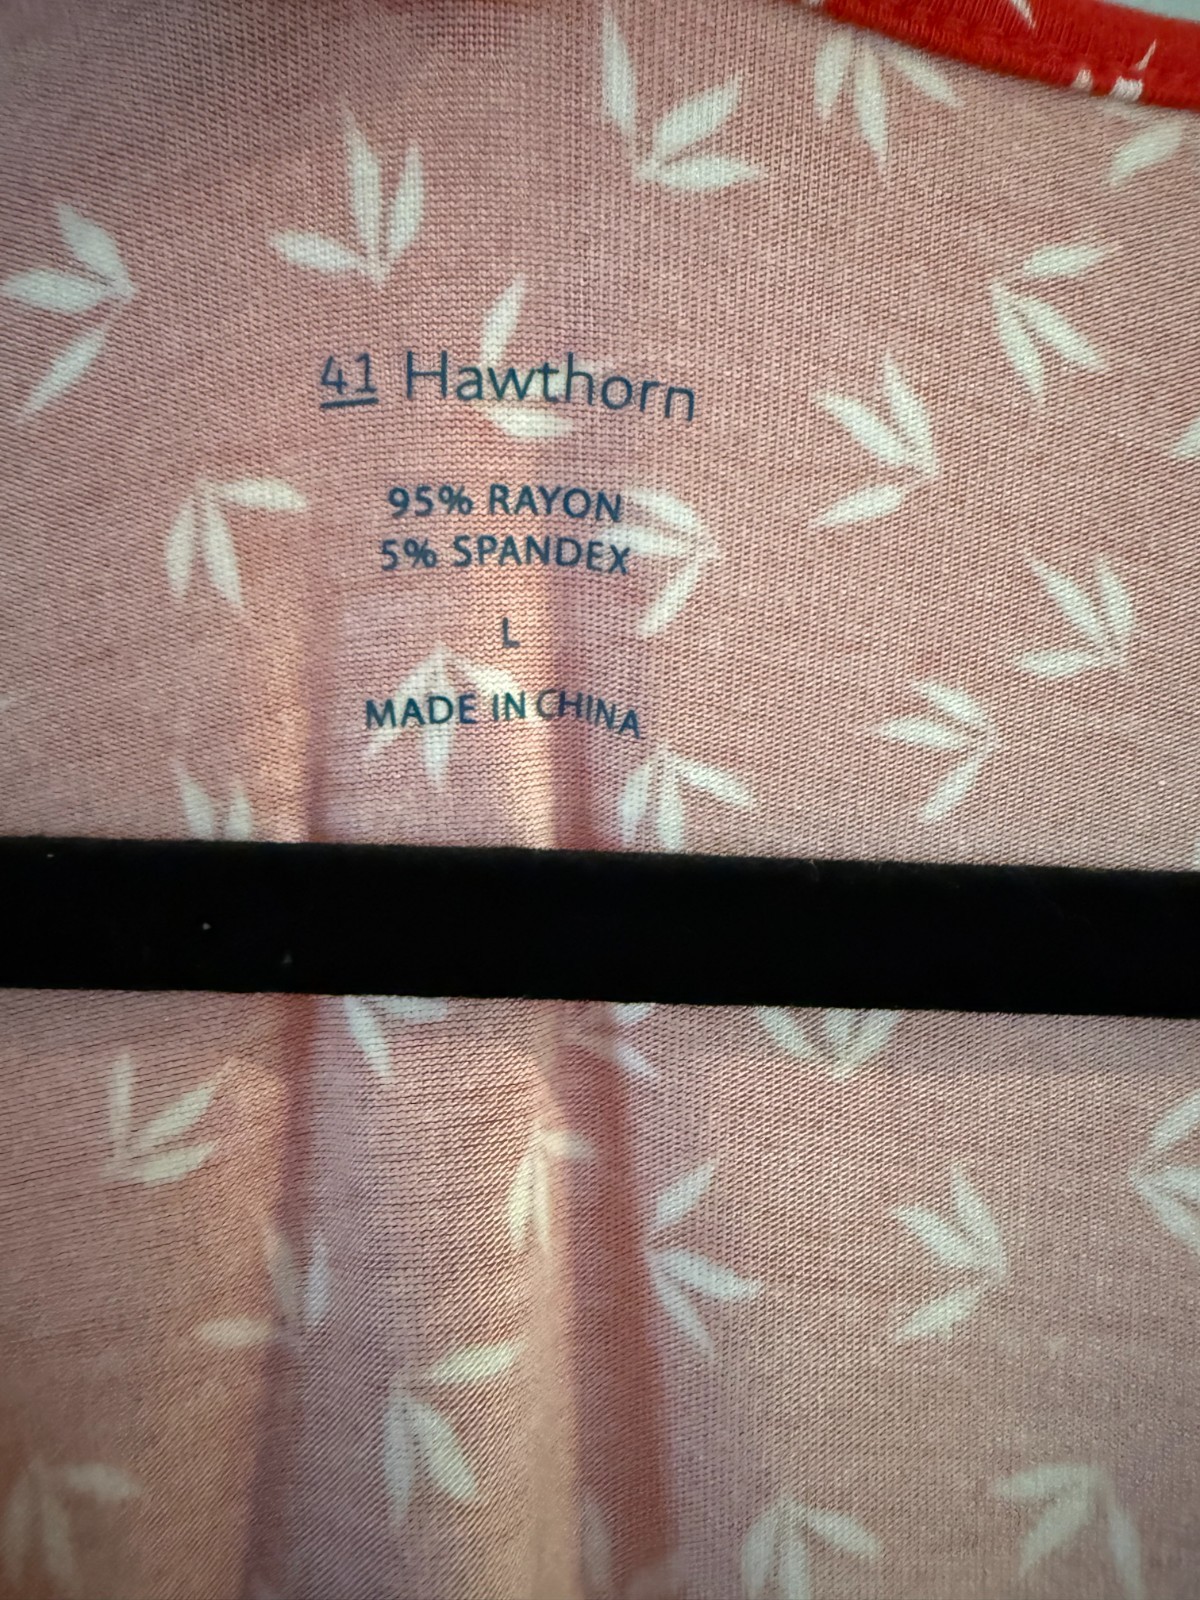 41 Hawthorn
95% RAYON
5% SPANDEX
L
MADE IN CHINA